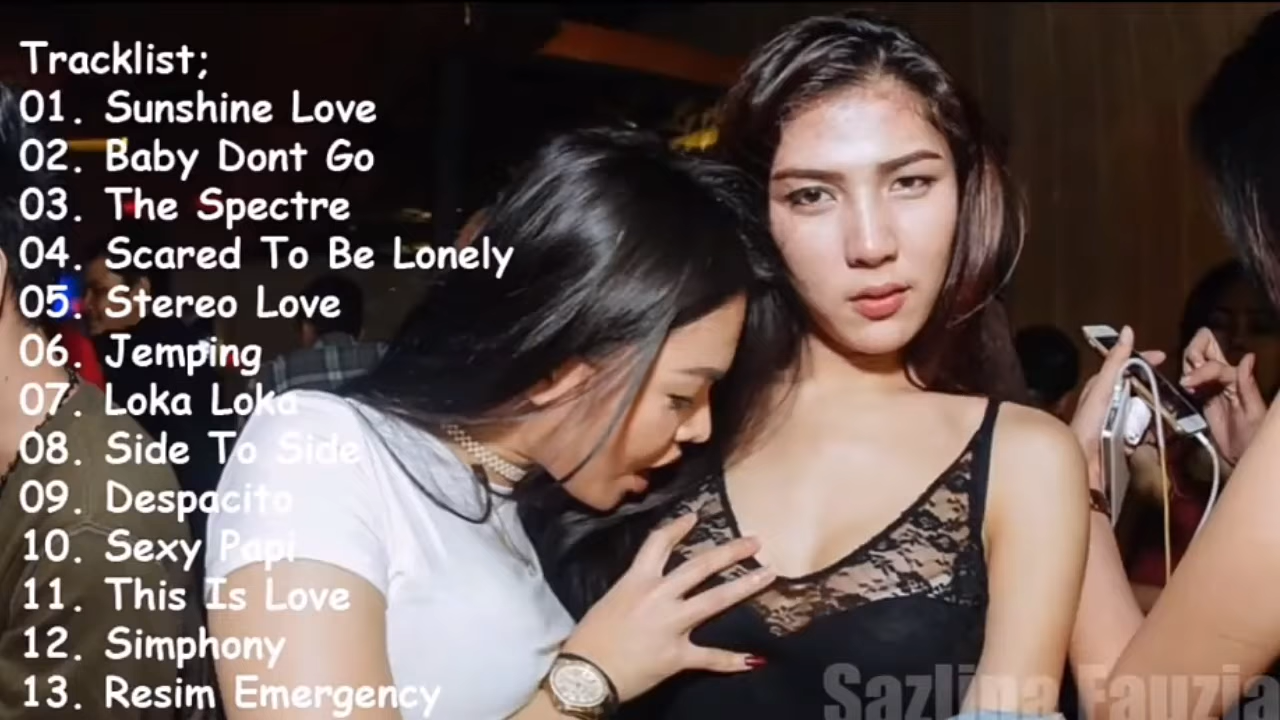 Tracklist;
01. Sunshine Love
02. Baby Dont Go
03. The Spectre
04. Scared To Be Lonely
05. Stereo Love
06. Jemping
07. Loka Loka
08. Side To Side
09. Despacito
10. Sexy Papi
11. This Is Love
12. Simphony
13. Resim Emergency
Sazlina Fauzia